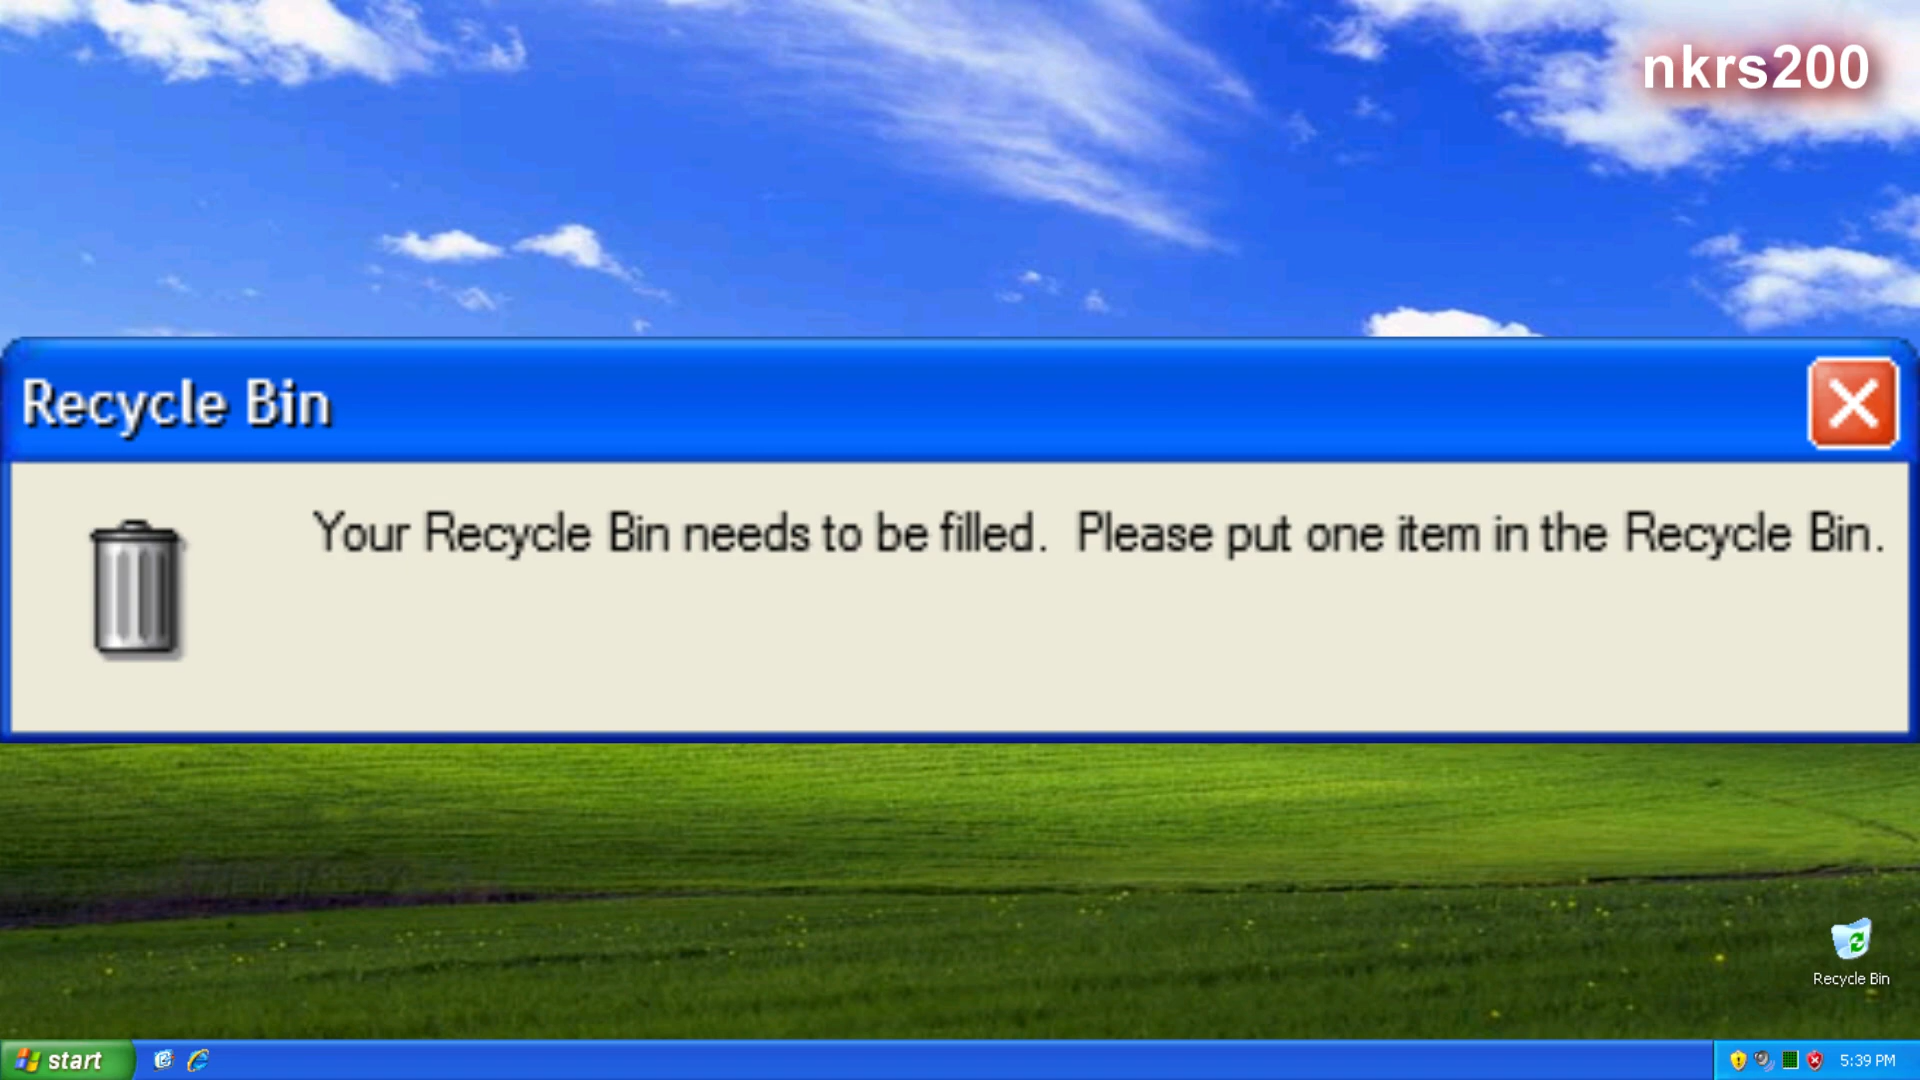 nkrs200
Recycle Bin
Your Recycle Bin needs to be filled.  Please put one item in the Recycle Bin.
Recycle Bin
start
5:39 PM